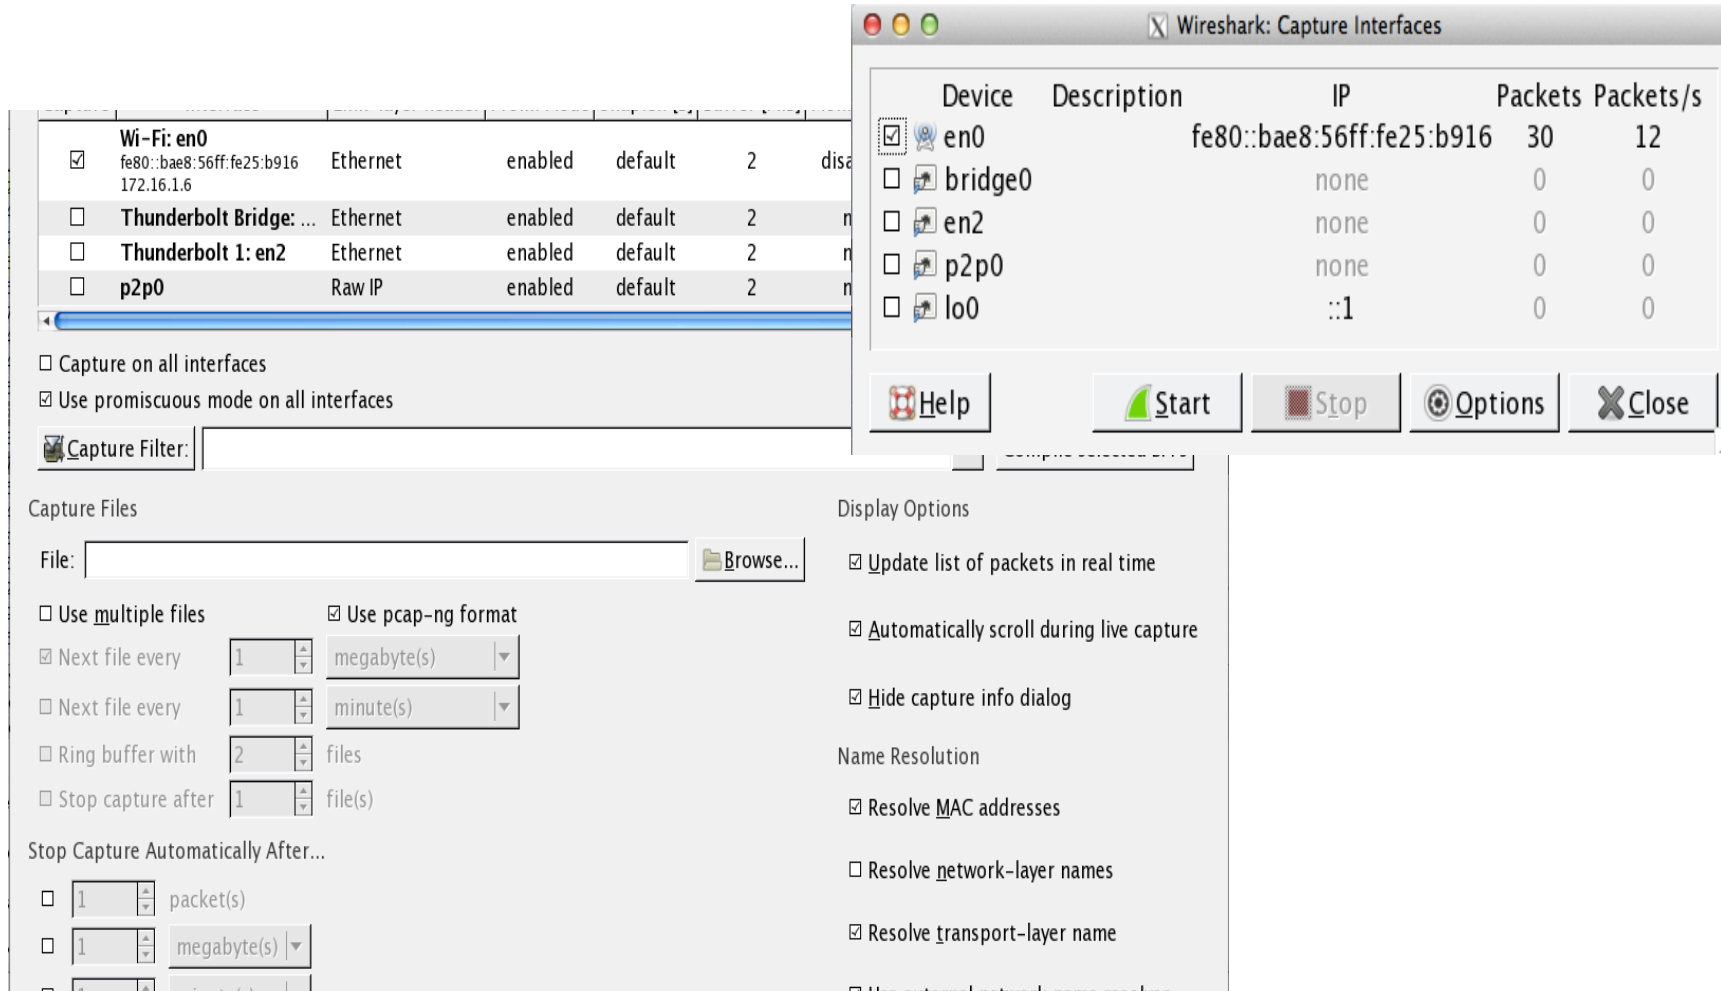 Wireshark: Capture Interfaces
Device Description IP Packets Packets/s
en0 fe80::bae8:56ff:fe25:b916 30 12
bridge0 none 0 0
en2 none 0 0
p2p0 none 0 0
lo0 ::1 0 0
Help Start Stop Options Close
Wi-Fi: en0
fe80::bae8:56ff:fe25:b916 Ethernet enabled default 2
172.16.1.6
Thunderbolt Bridge: ... Ethernet enabled default 2
Thunderbolt 1: en2 Ethernet enabled default 2
p2p0 Raw IP enabled default 2
Capture on all interfaces
Use promiscuous mode on all interfaces
Capture Filter:
Capture Files
File: Browse...
Use multiple files Use pcap-ng format
Next file every 1 megabyte(s)
Next file every 1 minute(s)
Ring buffer with 2 files
Stop capture after 1 file(s)
Stop Capture Automatically After...
1 packet(s)
1 megabyte(s)
Display Options
Update list of packets in real time
Automatically scroll during live capture
Hide capture info dialog
Name Resolution
Resolve MAC addresses
Resolve network-layer names
Resolve transport-layer name